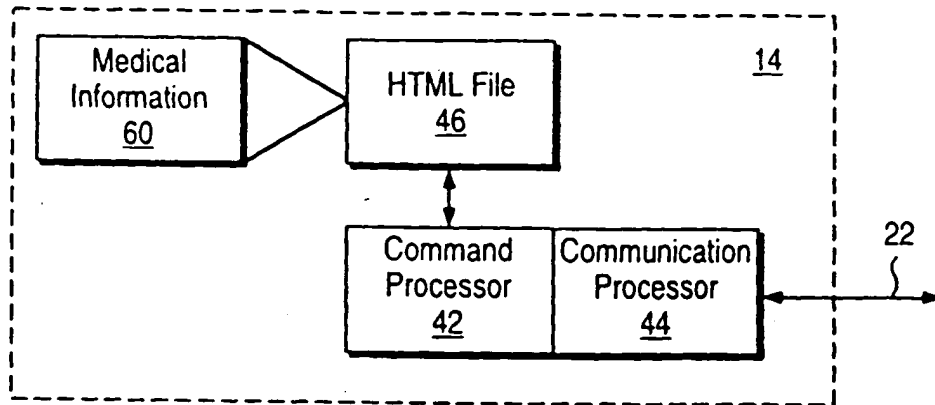 Medical
Information
60
HTML File
46
14
Command
Processor
42
Communication
Processor
44
22